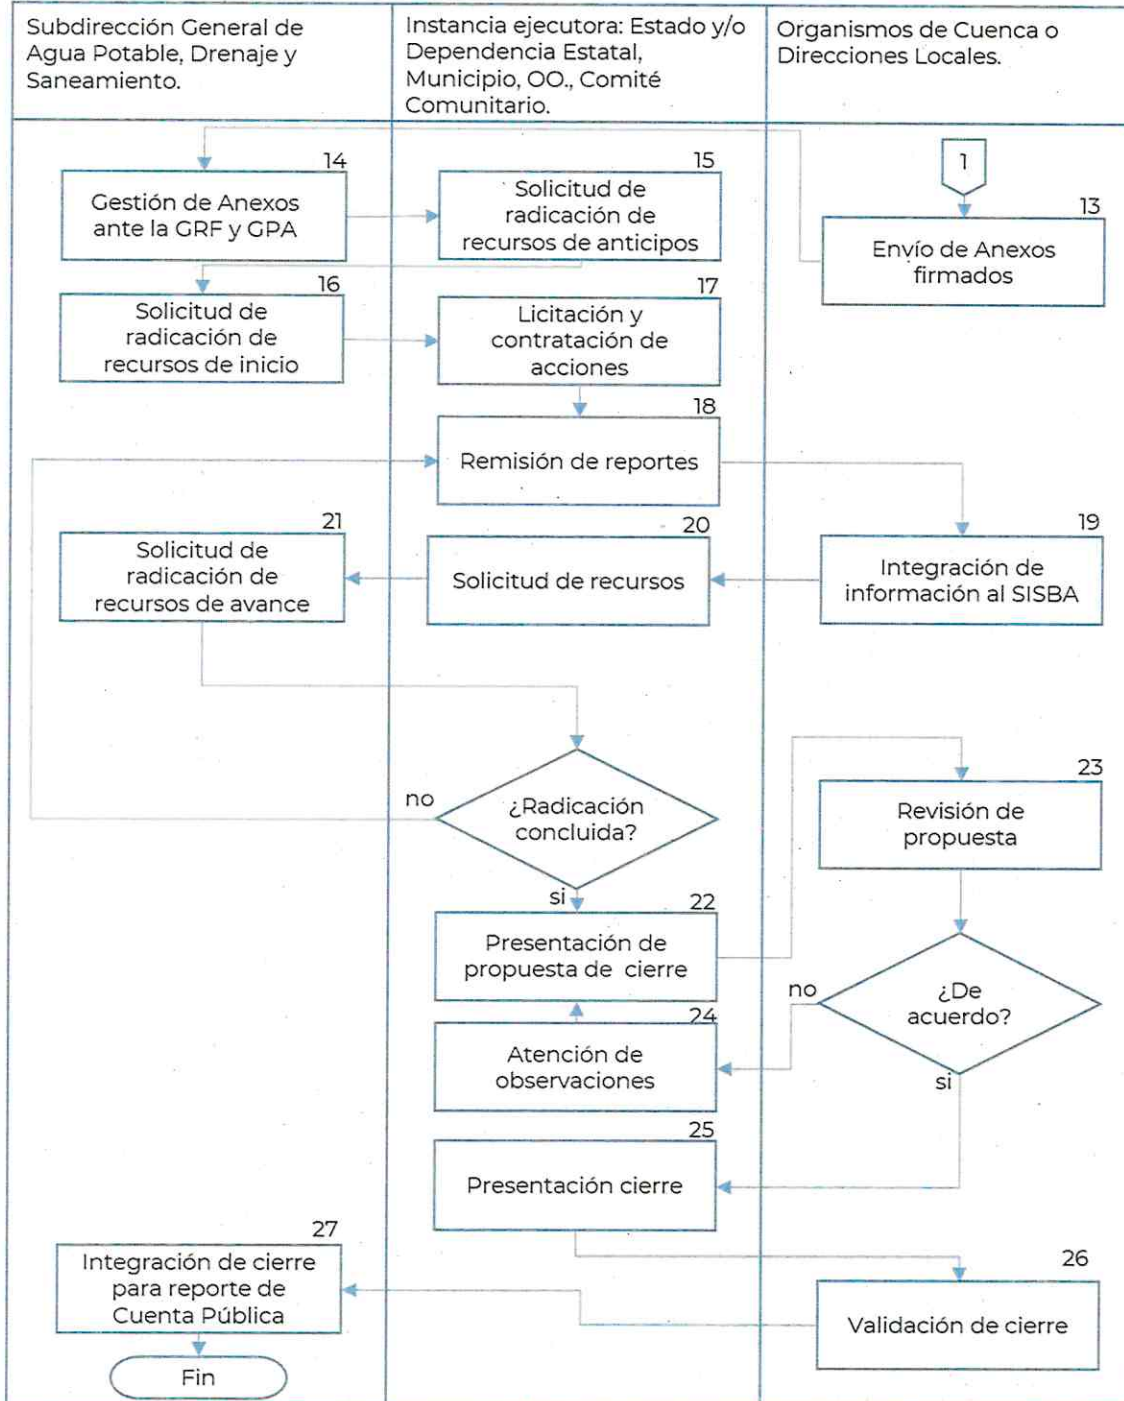 Subdirección General de
Agua Potable, Drenaje y
Saneamiento.
Instancia ejecutora: Estado y/o
Dependencia Estatal,
Municipio, OO., Comité
Comunitario.
Organismos de Cuenca o
Direcciones Locales.
1
13
Envío de Anexos
firmados
14
Gestión de Anexos
ante la GRF y GPA
15
Solicitud de
radicación de
recursos de anticipos
16
Solicitud de
radicación de
recursos de inicio
17
Licitación y
contratación de
acciones
18
Remisión de reportes
19
Integración de
información al SISBA
20
Solicitud de recursos
21
Solicitud de
radicación de
recursos de avance
¿Radicación
concluida?
no
si
22
Presentación de
propuesta de cierre
23
Revisión de
propuesta
¿De
acuerdo?
no
si
24
Atención de
observaciones
25
Presentación cierre
26
Validación de cierre
27
Integración de cierre
para reporte de
Cuenta Pública
Fin